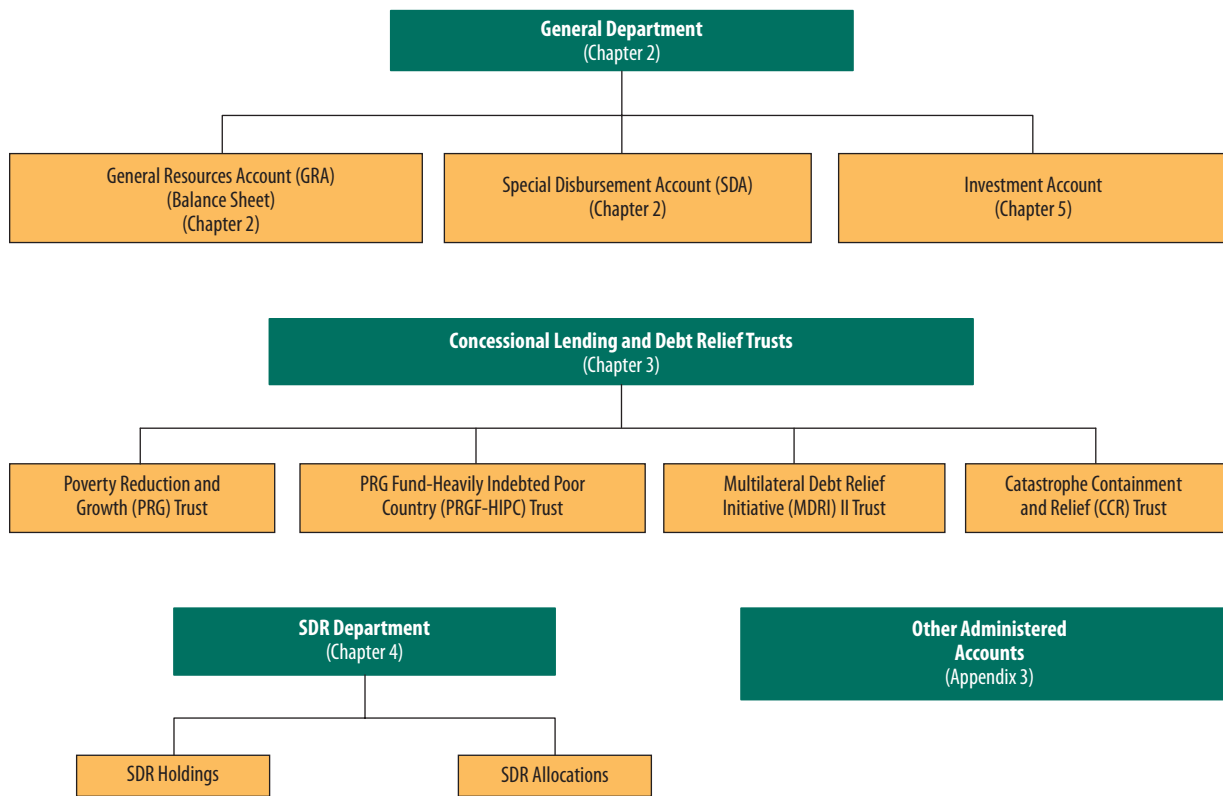 General Department
(Chapter 2)
General Resources Account (GRA)
(Balance Sheet)
(Chapter 2)
Special Disbursement Account (SDA)
(Chapter 2)
Investment Account
(Chapter 5)
Concessional Lending and Debt Relief Trusts
(Chapter 3)
Poverty Reduction and
Growth (PRG) Trust
PRG Fund-Heavily Indebted Poor
Country (PRGF-HIPC) Trust
Multilateral Debt Relief
Initiative (MDRI) II Trust
Catastrophe Containment
and Relief (CCR) Trust
SDR Department
(Chapter 4)
SDR Holdings
SDR Allocations
Other Administered
Accounts
(Appendix 3)